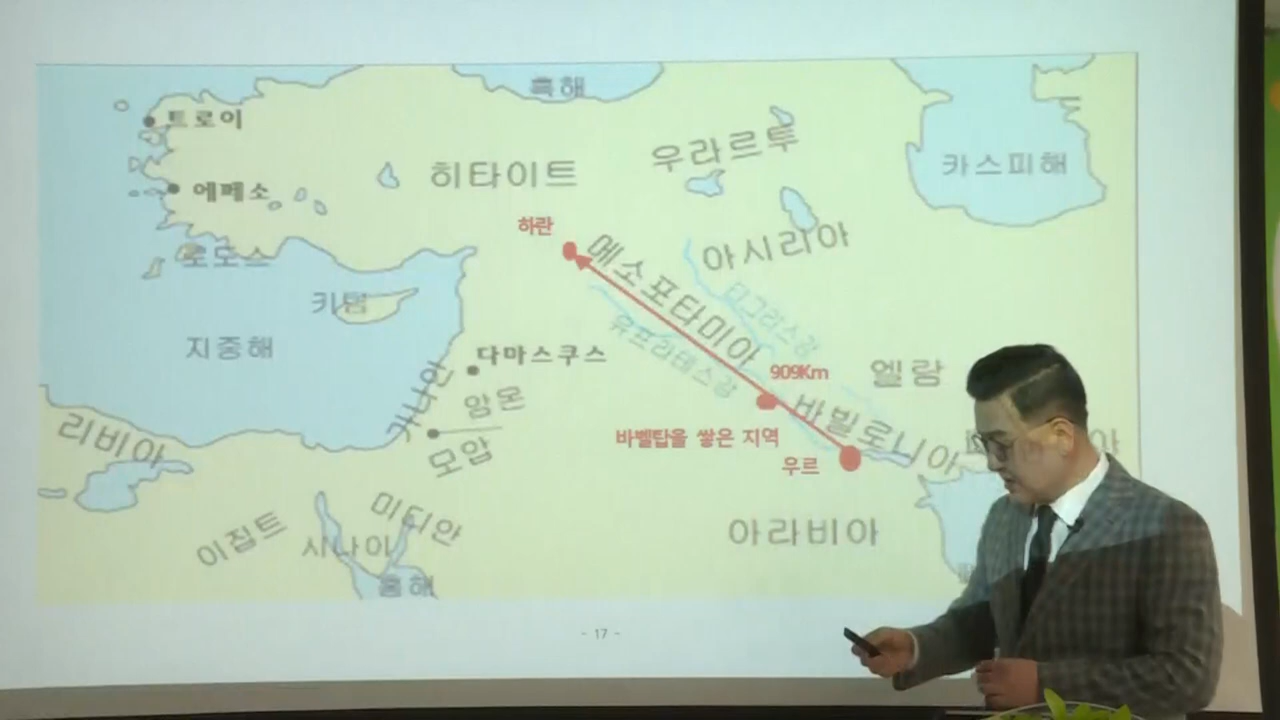 흑해
트로이
우라르투
히타이트
카스피해
에페소
하란
로도스
아시리아
메소포타미아
티그리스강
키팀
유프라테스강
지중해
다마스쿠스
909Km
엘람
가나안
암몬
바빌로니아
리비아
바벨탑을 쌓은 지역
모압
우르
미디안
아라비아
이집트
시나이
홍해
- 17 -